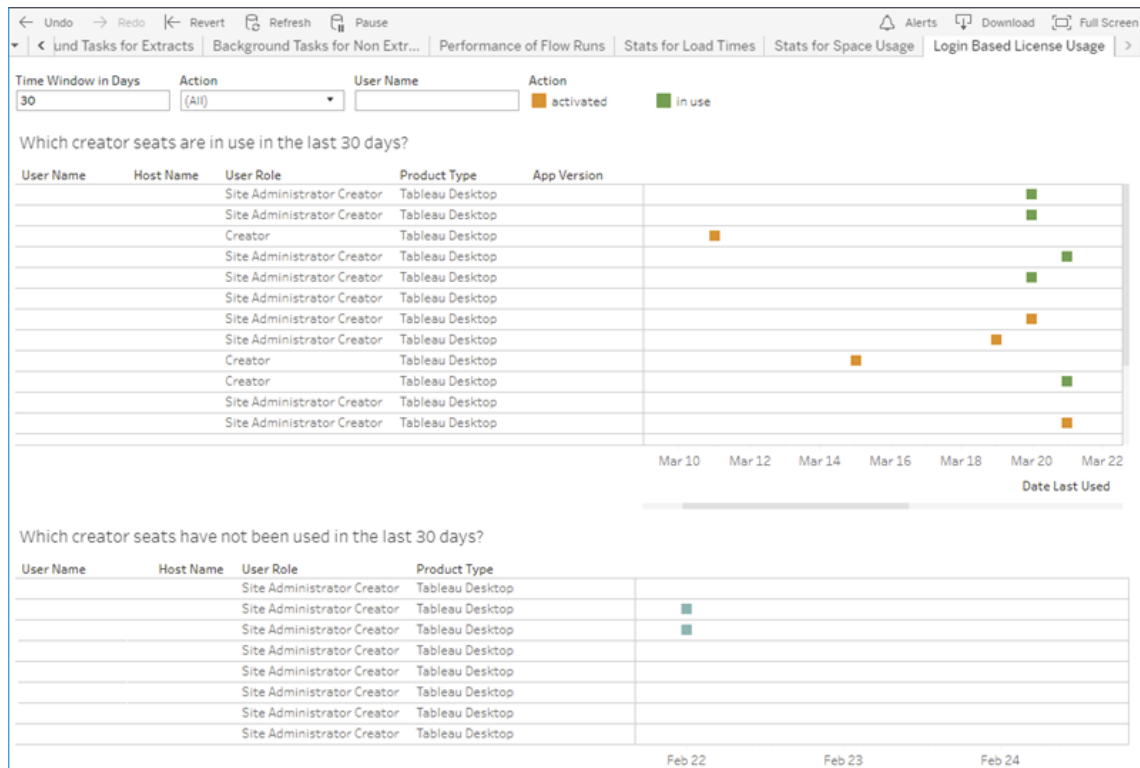 Undo Redo Revert Refresh Pause Alerts Download Full Screen
und Tasks for Extracts Background Tasks for Non Extr... Performance of Flow Runs Stats for Load Times Stats for Space Usage Login Based License Usage
Time Window in Days Action User Name Action
30 (All) activated in use
Which creator seats are in use in the last 30 days?
User Name Host Name User Role Product Type App Version
Site Administrator Creator Tableau Desktop
Site Administrator Creator Tableau Desktop
Creator Tableau Desktop
Site Administrator Creator Tableau Desktop
Site Administrator Creator Tableau Desktop
Site Administrator Creator Tableau Desktop
Site Administrator Creator Tableau Desktop
Site Administrator Creator Tableau Desktop
Creator Tableau Desktop
Creator Tableau Desktop
Site Administrator Creator Tableau Desktop
Site Administrator Creator Tableau Desktop
Mar 10 Mar 12 Mar 14 Mar 16 Mar 18 Mar 20 Mar 22
Date Last Used
Which creator seats have not been used in the last 30 days?
User Name Host Name User Role Product Type
Site Administrator Creator Tableau Desktop
Site Administrator Creator Tableau Desktop
Site Administrator Creator Tableau Desktop
Site Administrator Creator Tableau Desktop
Site Administrator Creator Tableau Desktop
Site Administrator Creator Tableau Desktop
Site Administrator Creator Tableau Desktop
Site Administrator Creator Tableau Desktop
Feb 22 Feb 23 Feb 24